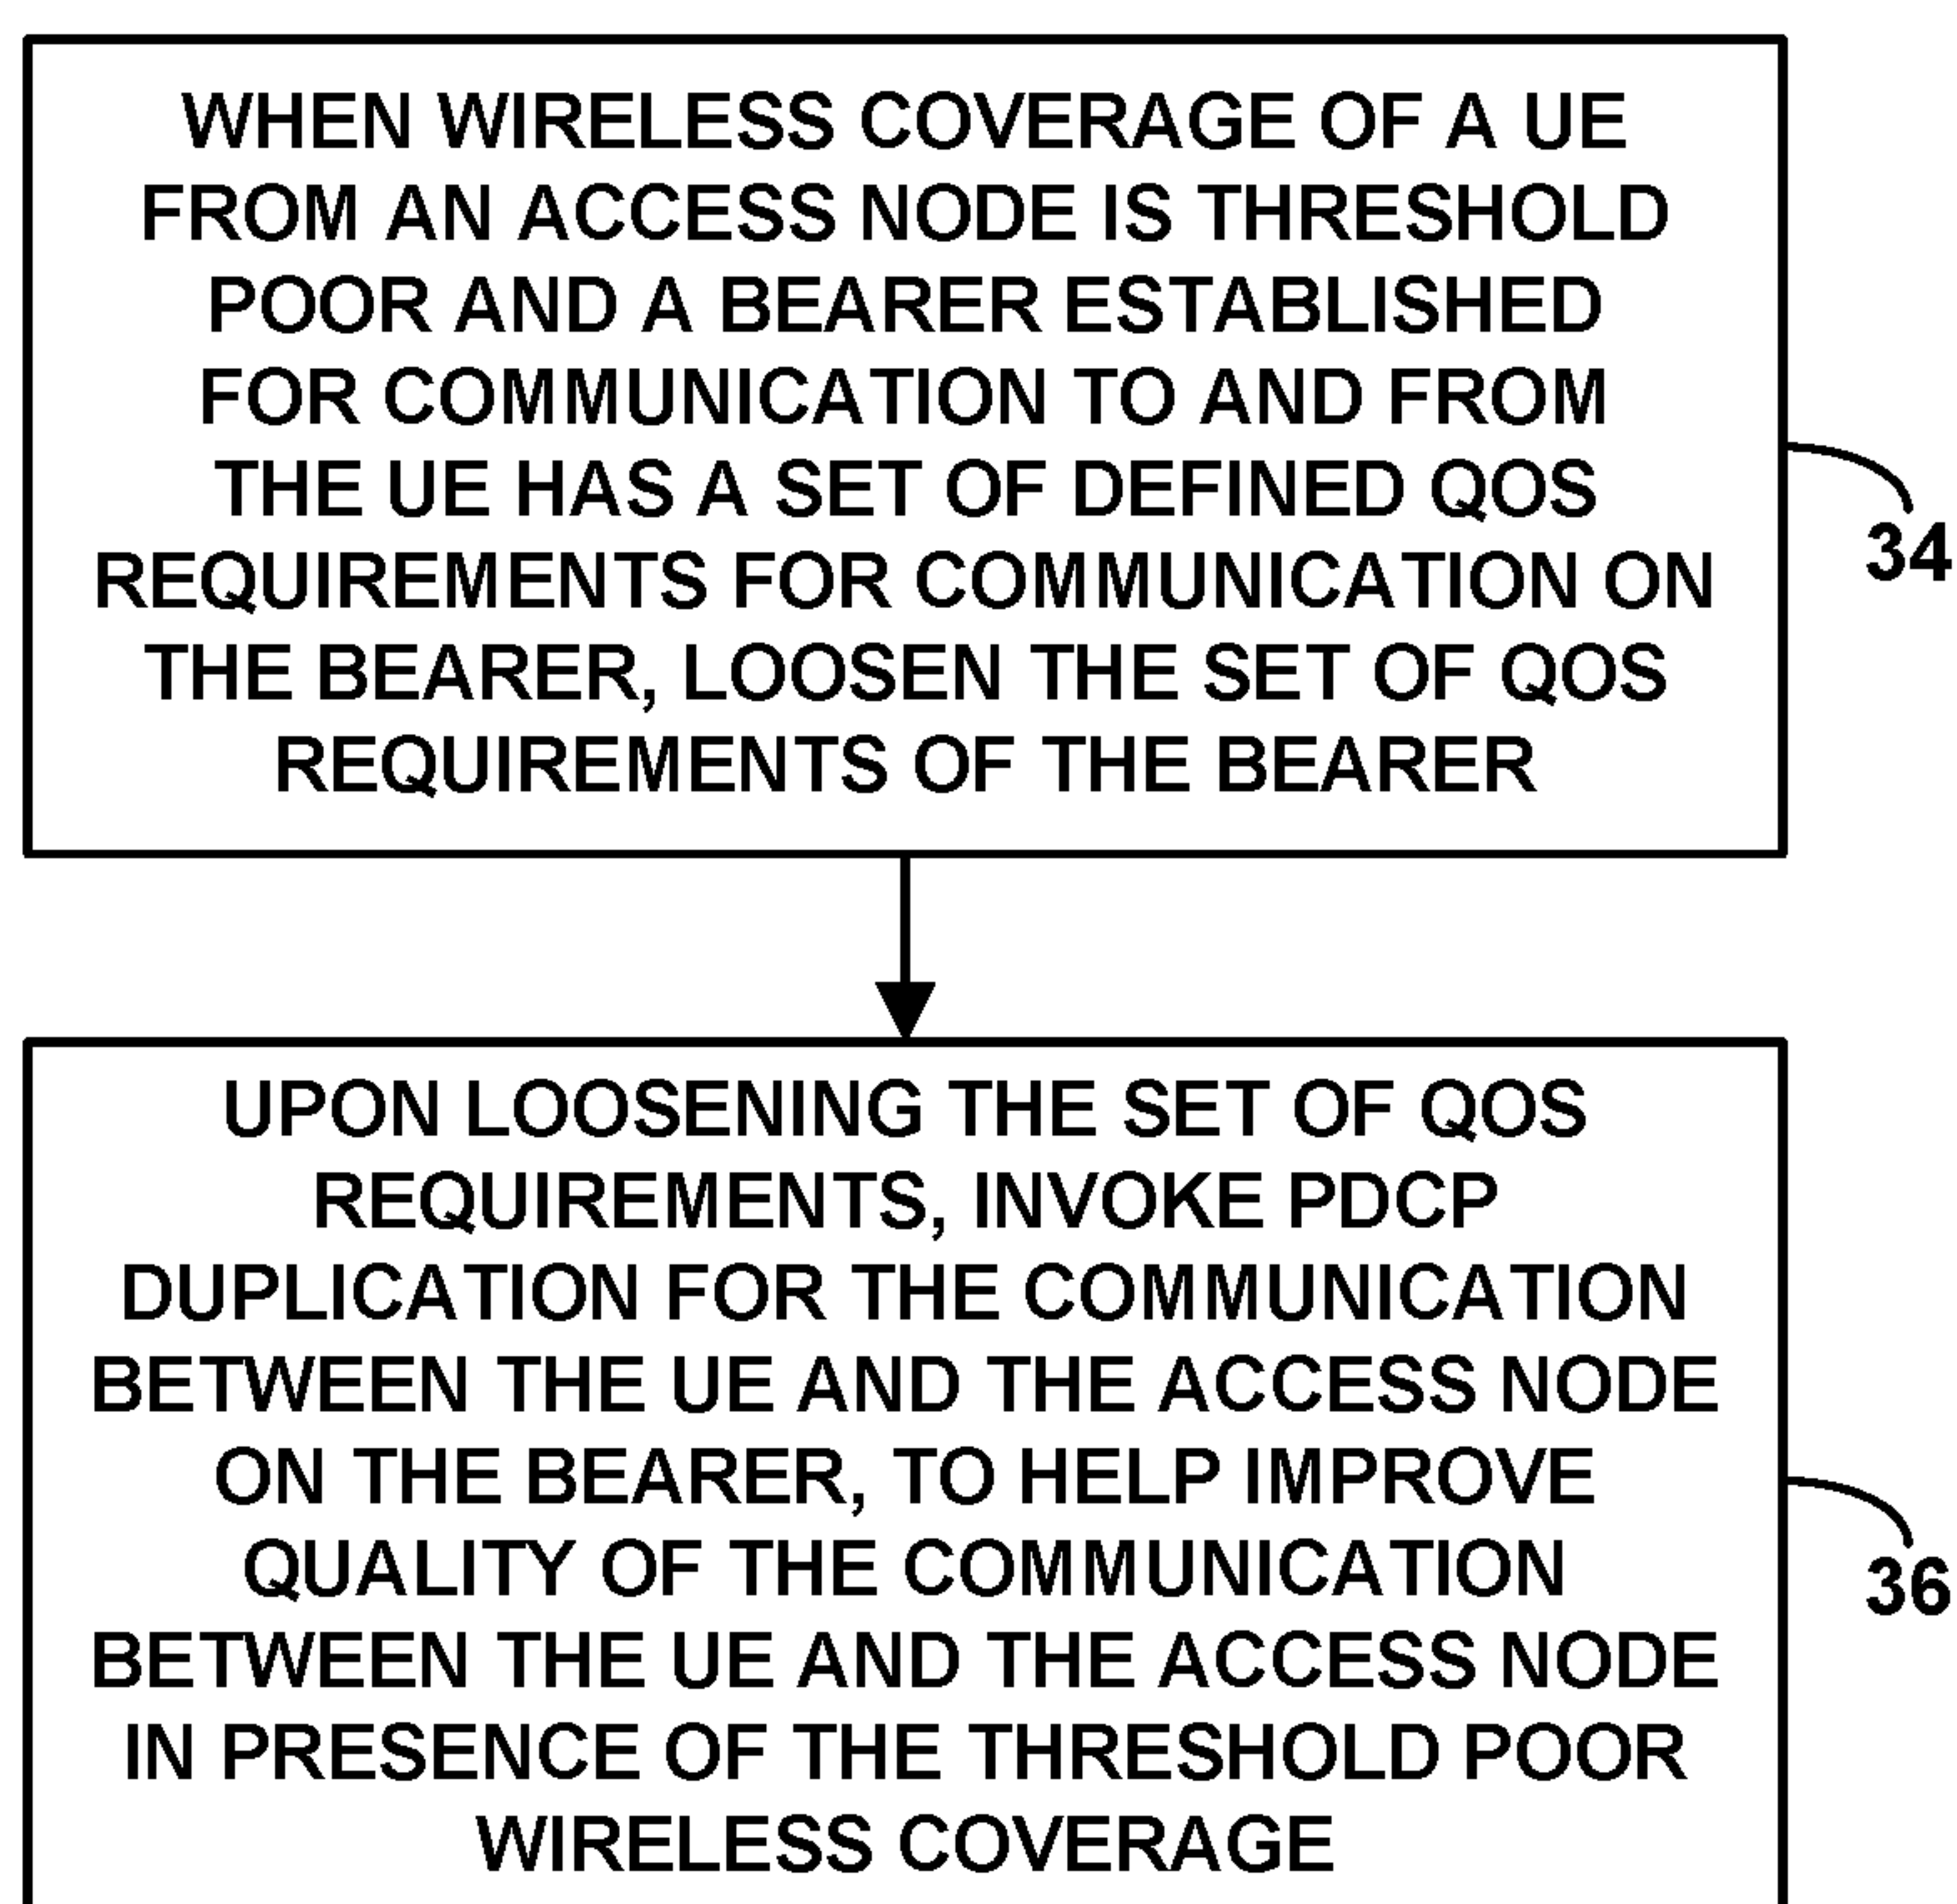 WHEN WIRELESS COVERAGE OF A UE
FROM AN ACCESS NODE IS THRESHOLD
POOR AND A BEARER ESTABLISHED
FOR COMMUNICATION TO AND FROM
THE UE HAS A SET OF DEFINED QOS
REQUIREMENTS FOR COMMUNICATION ON
THE BEARER, LOOSEN THE SET OF QOS
REQUIREMENTS OF THE BEARER
34
UPON LOOSENING THE SET OF QOS
REQUIREMENTS, INVOKE PDCP
DUPLICATION FOR THE COMMUNICATION
BETWEEN THE UE AND THE ACCESS NODE
ON THE BEARER, TO HELP IMPROVE
QUALITY OF THE COMMUNICATION
BETWEEN THE UE AND THE ACCESS NODE
IN PRESENCE OF THE THRESHOLD POOR
WIRELESS COVERAGE
36